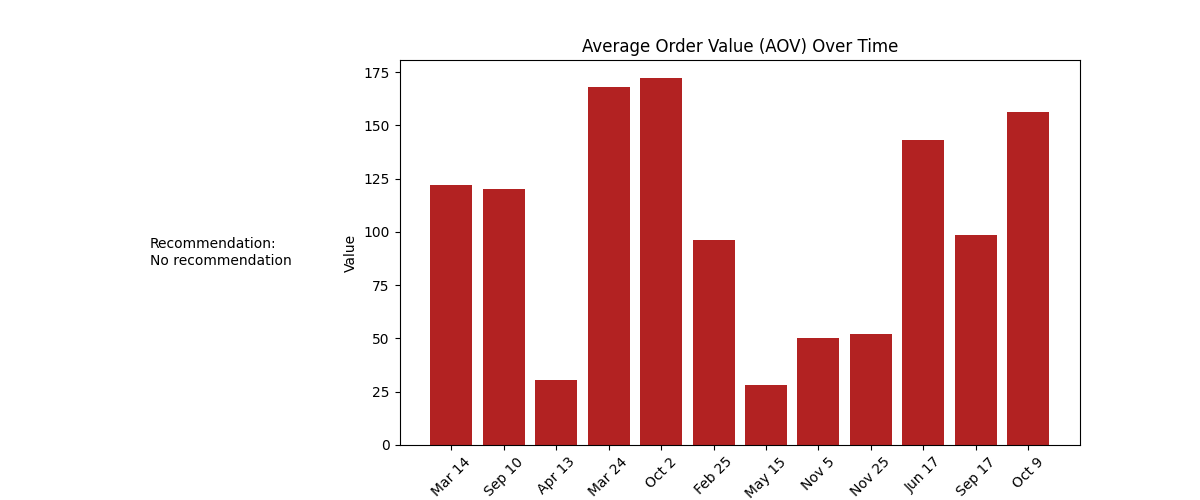 Average Order Value (AOV) Over Time
Recommendation:
No recommendation
Value
175
150
125
100
75
50
25
0
Mar 14
Sep 10
Apr 13
Mar 24
Oct 2
Feb 25
May 15
Nov 5
Nov 25
Jun 17
Sep 17
Oct 9